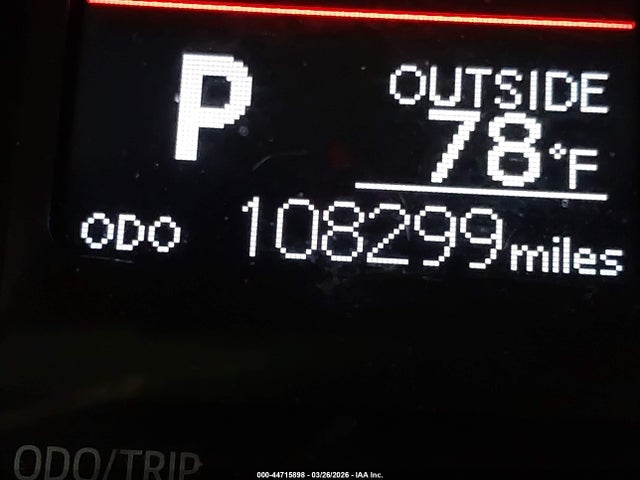 P
OUTSIDE
78°F
ODO 108299 miles
ODO/TRIP
000-44715898 - 03/26/2026 - IAA Inc.